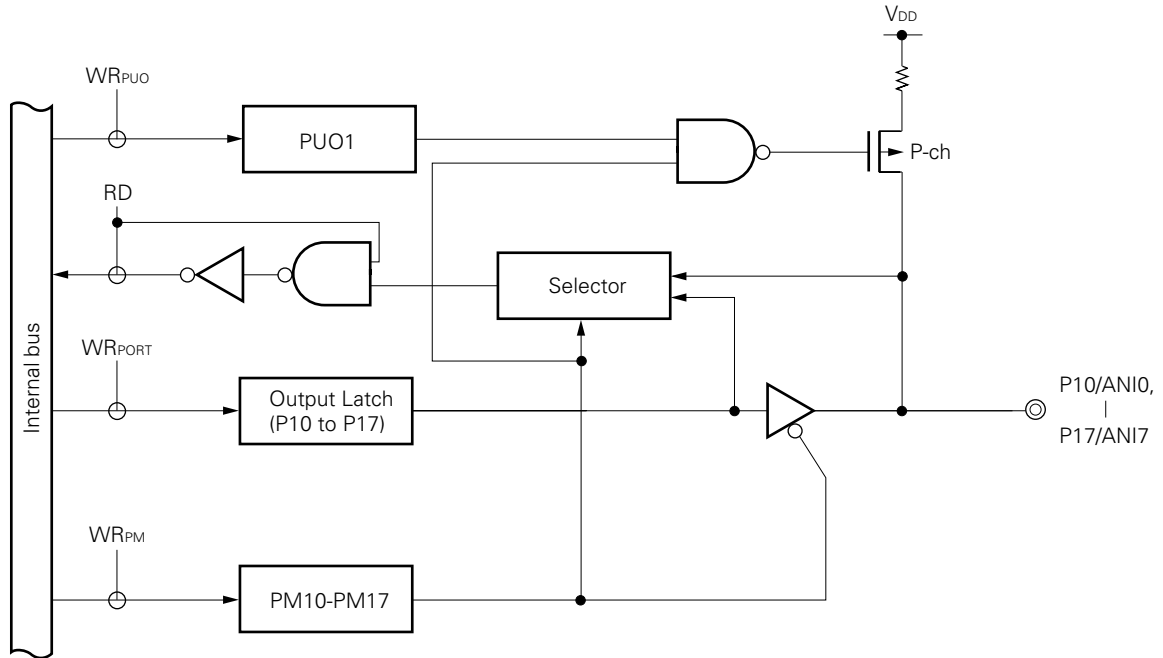 VDD
WRPUO
PUO1
P-ch
RD
Selector
Internal bus
WRPORT
Output Latch
(P10 to P17)
P10/ANI0,
P17/ANI7
WRPM
PM10-PM17